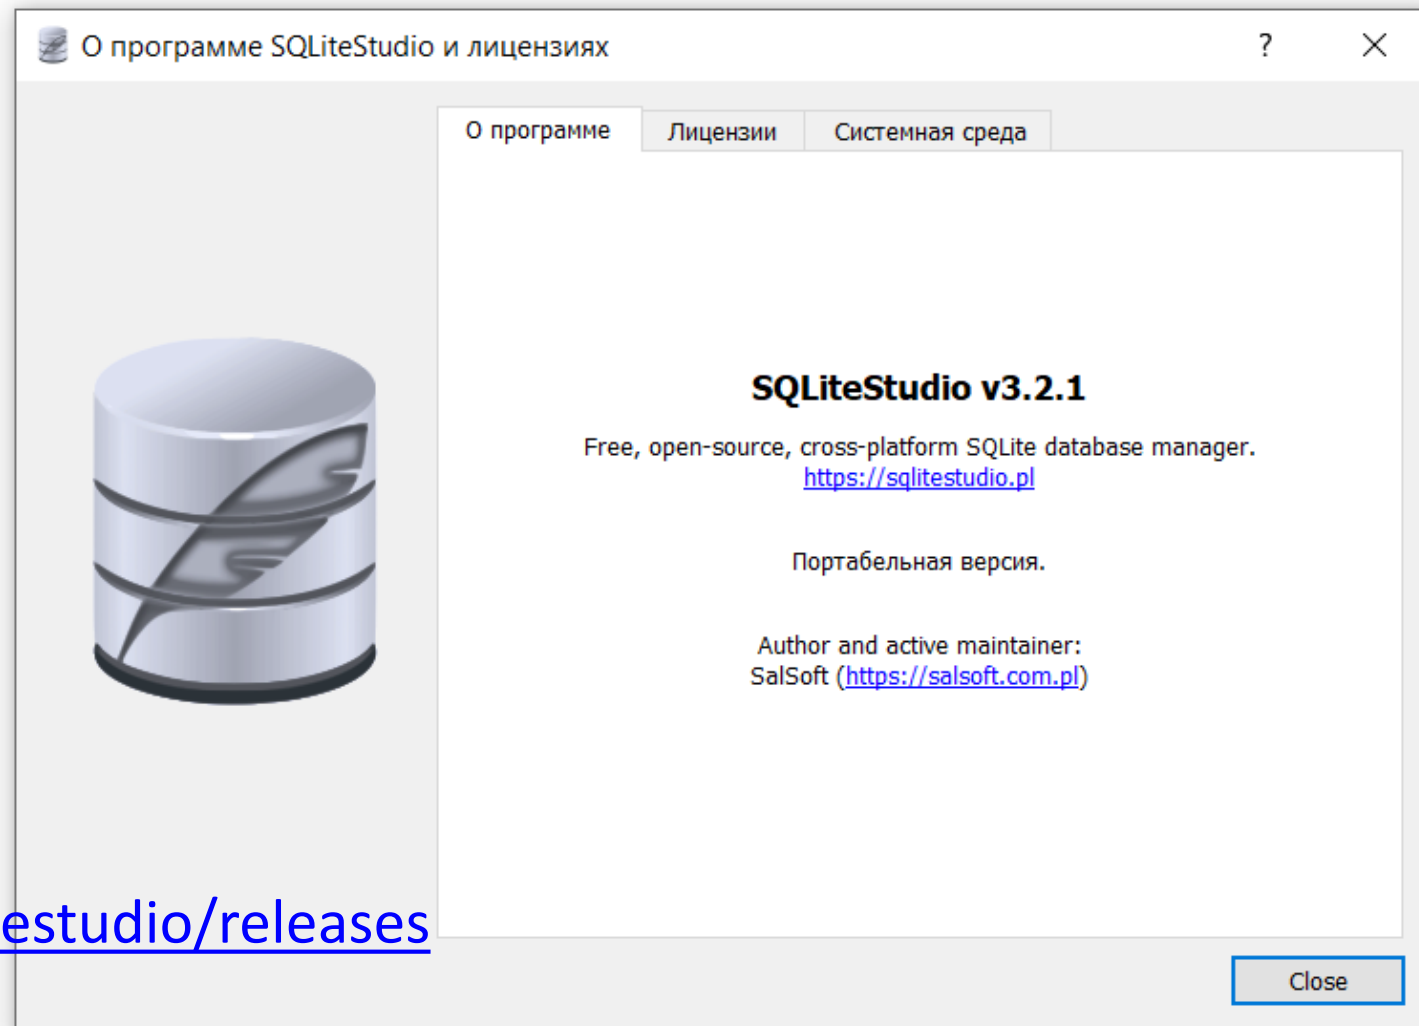 О программе SQLiteStudio и лицензиях
О программе
Лицензии
Системная среда
SQLiteStudio v3.2.1
Free, open-source, cross-platform SQLite database manager.
https://sqlitestudio.pl
Портабельная версия.
Author and active maintainer:
SalSoft (https://salsoft.com.pl)
estudio/releases
Close